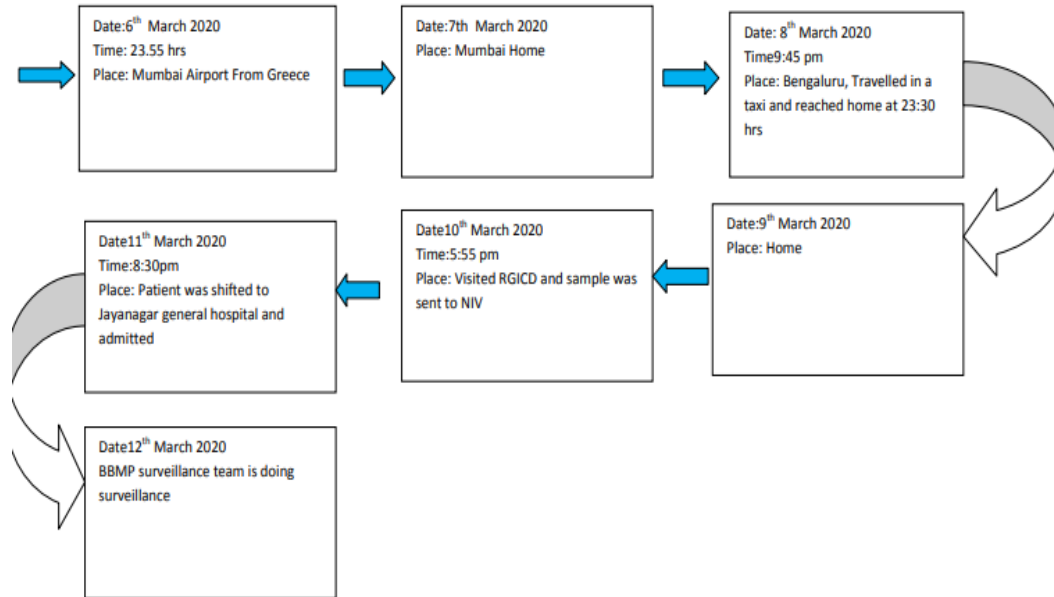 Date:6th March 2020
Time: 23.55 hrs
Place: Mumbai Airport From Greece
Date:7th March 2020
Place: Mumbai Home
Date: 8th March 2020
Time9:45 pm
Place: Bengaluru, Travelled in a
taxi and reached home at 23:30
hrs
Date:9th March 2020
Place: Home
Date10th March 2020
Time:5:55 pm
Place: Visited RGICD and sample was
sent to NIV
Date11th March 2020
Time:8:30pm
Place: Patient was shifted to
Jayanagar general hospital and
admitted
Date12th March 2020
BBMP surveillance team is doing
surveillance